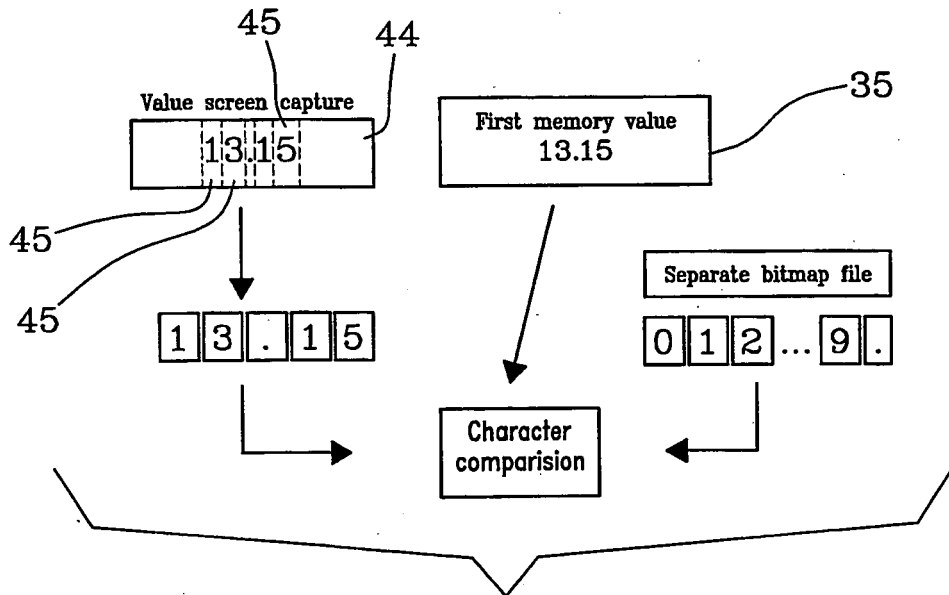 45
44
35
Value screen capture
13.15
First memory value
13.15
45
45
Separate bitmap file
1 3 . 1 5
0 1 2 ... 9 .
Character
comparision